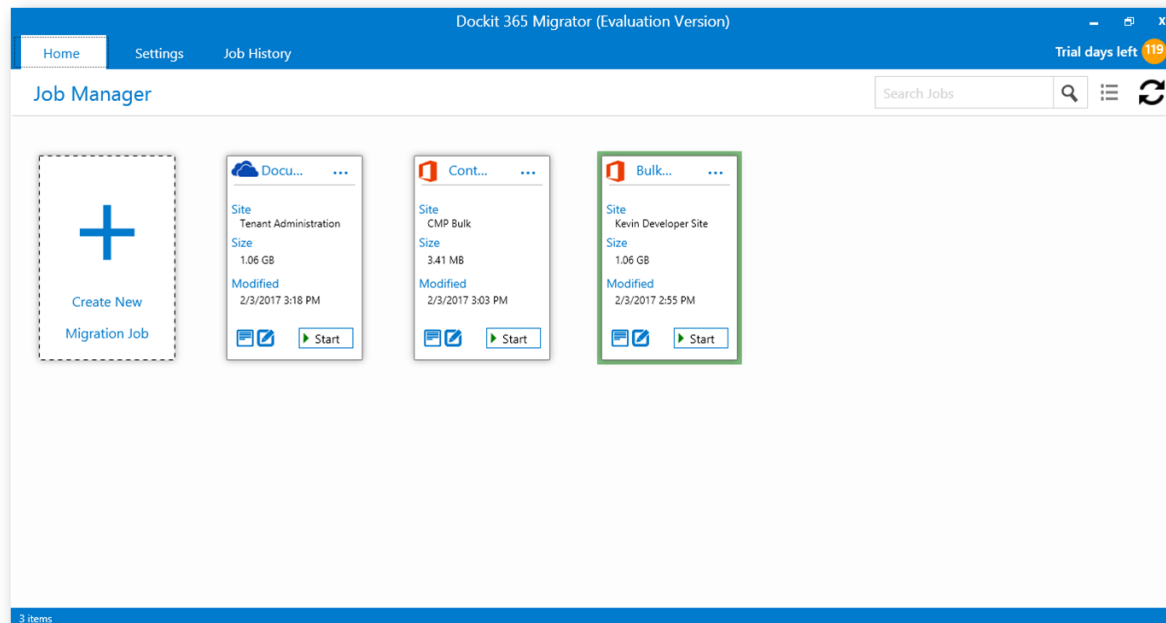 Dockit 365 Migrator (Evaluation Version)
Home Settings Job History Trial days left 119
Job Manager
Search Jobs
Create New
Migration Job
Docu... ...
Site
Tenant Administration
Size
1.06 GB
Modified
2/3/2017 3:18 PM
Start
Cont... ...
Site
CMP Bulk
Size
3.41 MB
Modified
2/3/2017 3:03 PM
Start
Bulk... ...
Site
Kevin Developer Site
Size
1.06 GB
Modified
2/3/2017 2:55 PM
Start
3 items